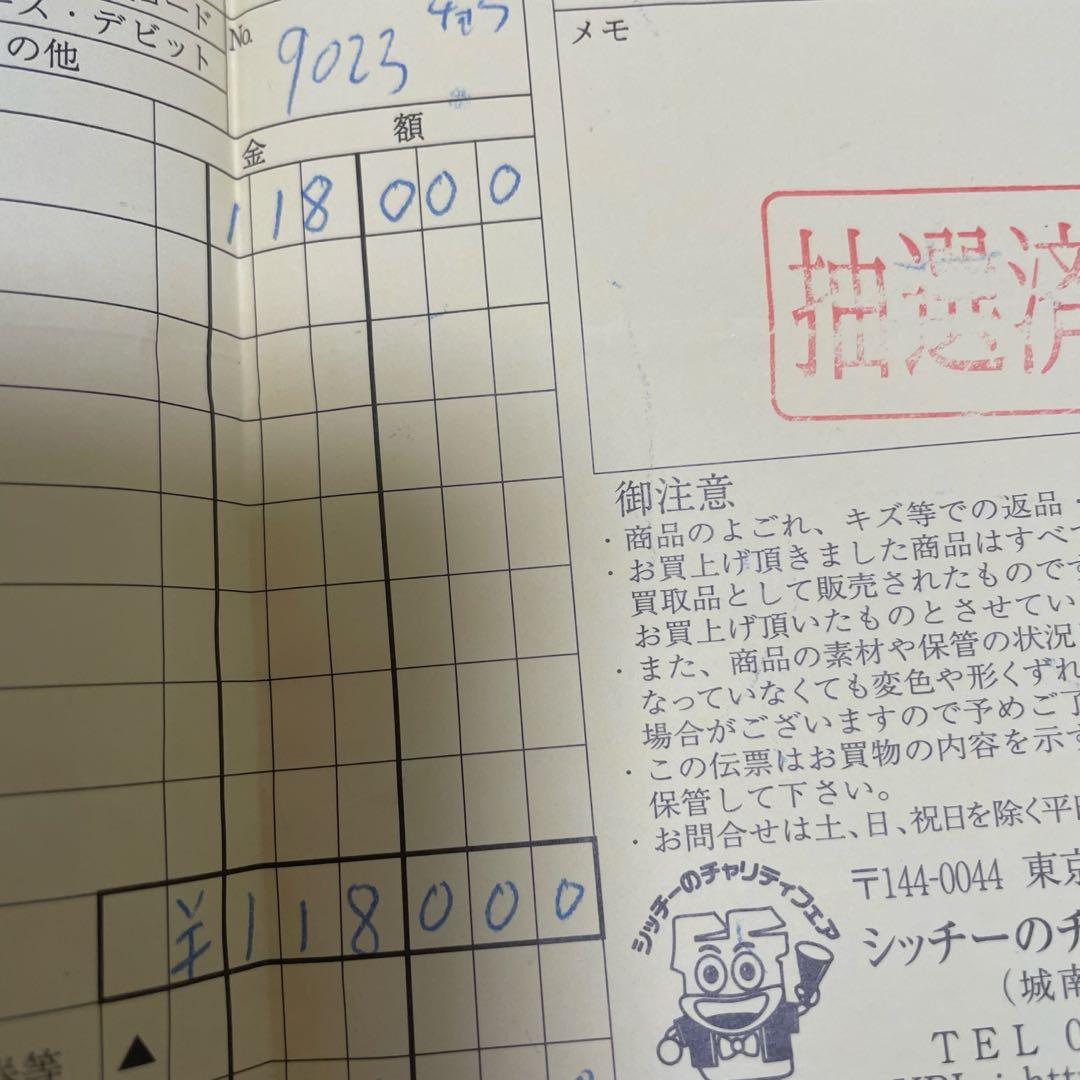 ード
ース・デビット
の他
No.
9023
金 額
118000
¥118000
▲
等
メモ
抽選済
御注意
・商品のよごれ、キズ等での返品・
・お買上げ頂きました商品はすべて
買取品として販売されたものです
お買上げ頂いたものとさせてい
・また、商品の素材や保管の状況
なっていなくても変色や形くずれ
場合がございますので予めご了
・この伝票はお買物の内容を示す
保管して下さい。
・お問合せは土、日、祝日を除く平日
シッチーのチャリティフェア
〒144-0044 東京
シッチーのチ
(城南
TEL 0